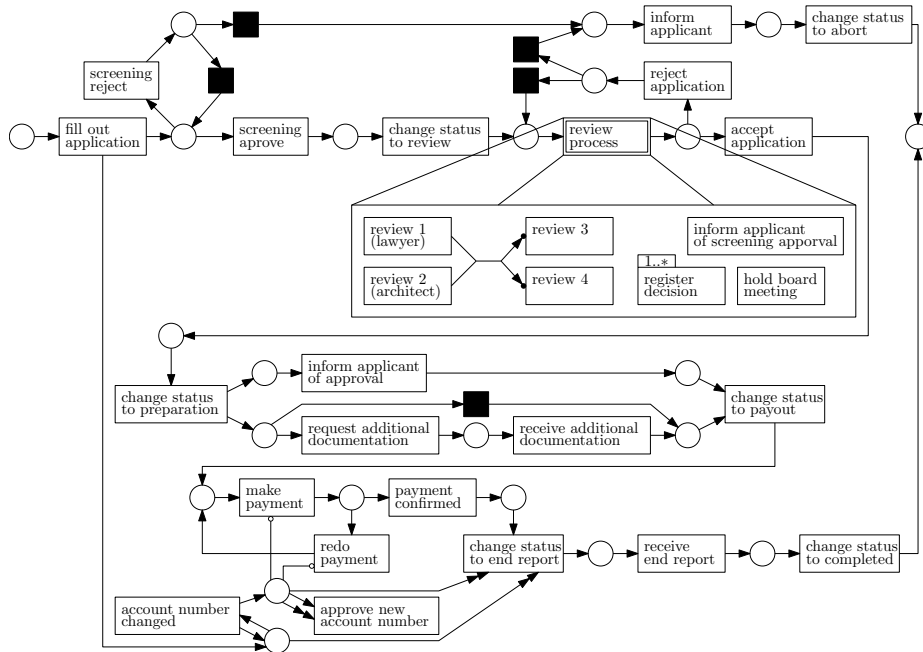 inform
applicant
change status
to abort
screening
reject
reject
application
fill out
application
screening
aprove
change status
to review
review
process
accept
application
review 1
(lawyer)
review 3
inform applicant
of screening apporval
review 2
(architect)
review 4
1..*
register
decision
hold board
meeting
inform applicant
of approval
change status
to preparation
change status
to payout
request additional
documentation
receive additional
documentation
make
payment
payment
confirmed
redo
payment
change status
to end report
receive
end report
change status
to completed
account number
changed
approve new
account number